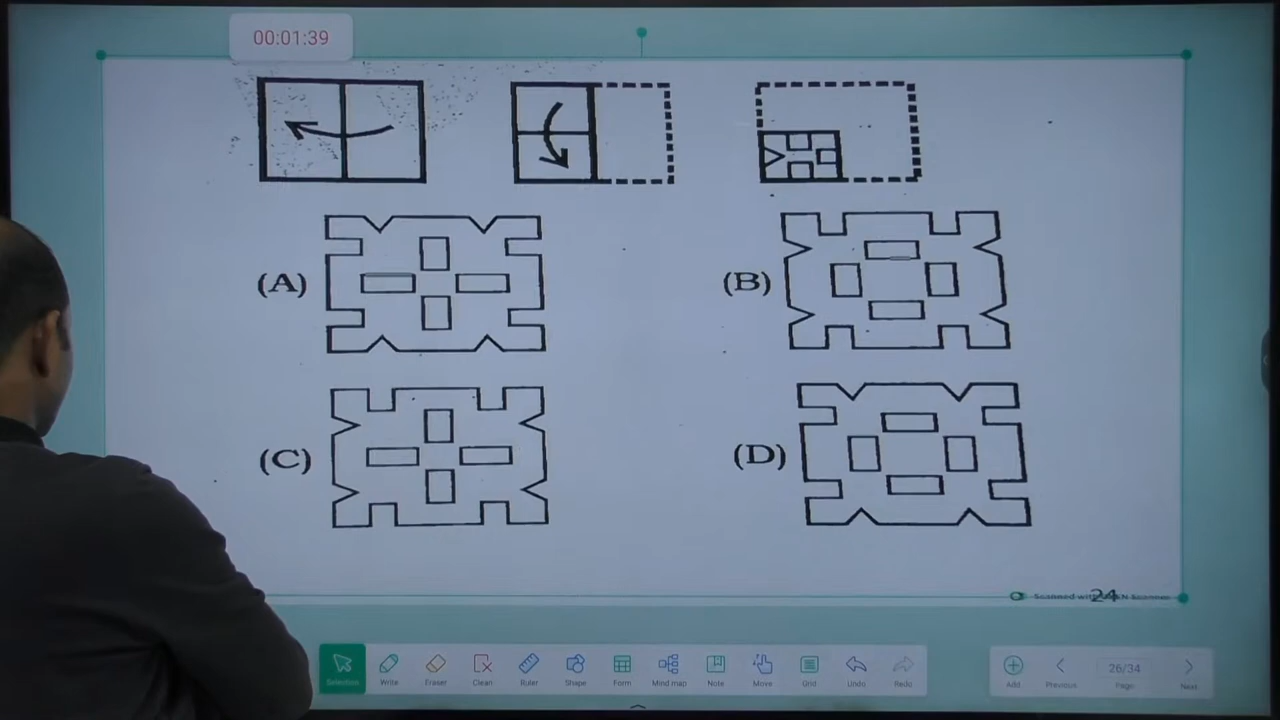 00:01:39
(A)
(B)
(C)
(D)
24
Selection
Write
Eraser
Clean
Ruler
Shape
Form
Mind map
Note
Move
Grid
Undo
Redo
Add
Previous
26/34
Page
Next